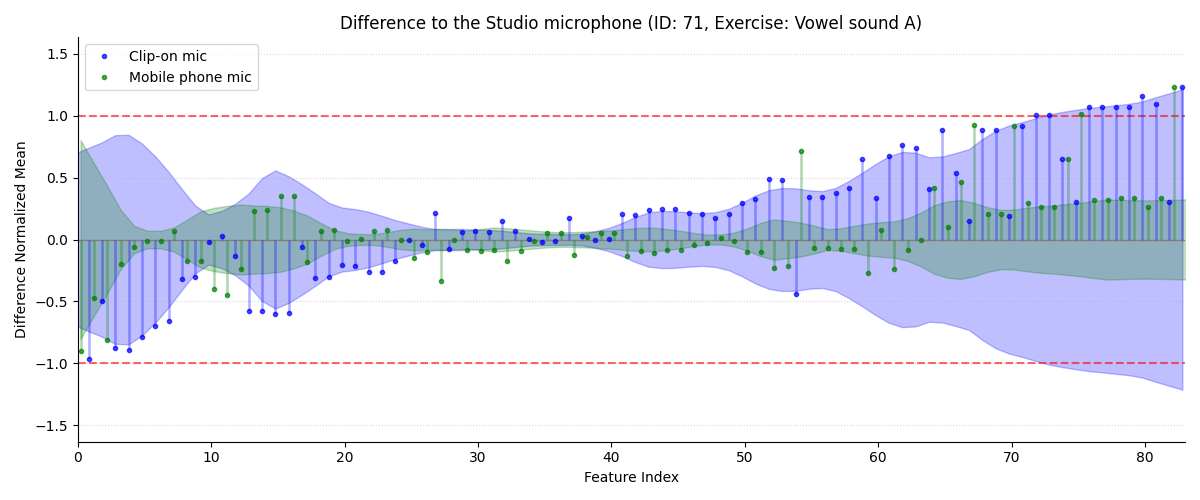 Difference to the Studio microphone (ID: 71, Exercise: Vowel sound A)
Clip-on mic
Mobile phone mic
Difference Normalized Mean
1.5
1.0
0.5
0.0
−0.5
−1.0
−1.5
0 10 20 30 40 50 60 70 80
Feature Index